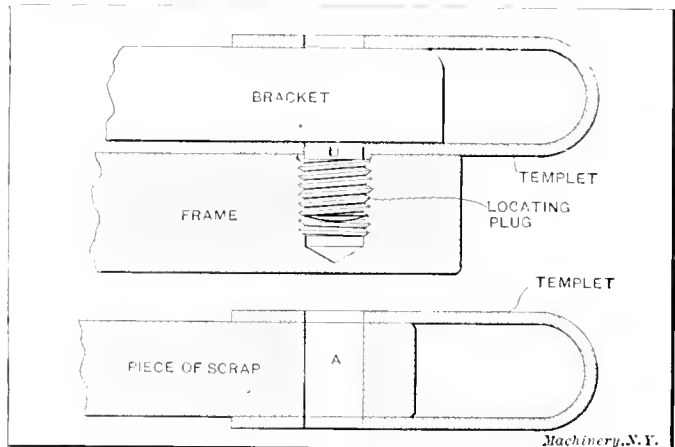 BRACKET
TEMPLET
LOCATING
PLUG
FRAME
TEMPLET
PIECE OF SCRAP
A
Machinery, N.Y.